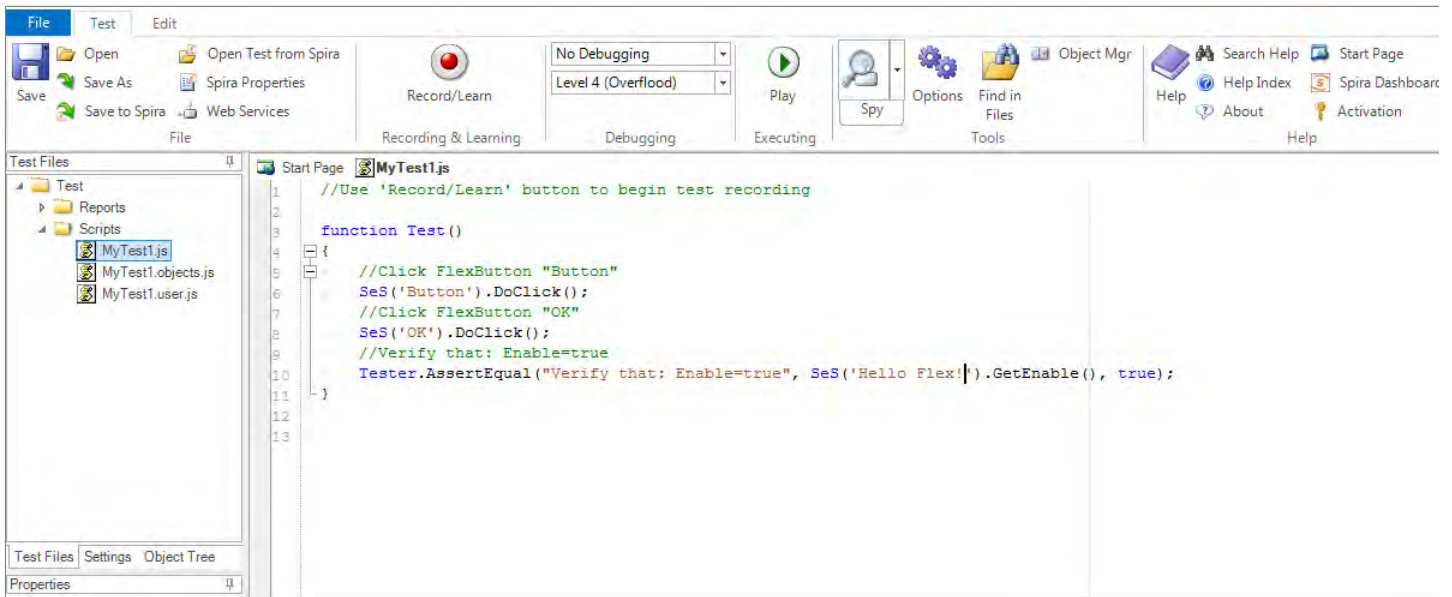 File Test Edit
Open Open Test from Spira No Debugging Object Mgr Search Help Start Page
Save As Spira Properties Level 4 (Overflood) Help Index Spira Dashboard
Save Save to Spira Web Services Record/Learn Play Spy Options Find in Files Help About Activation
File Recording & Learning Debugging Executing Tools Help
Test Files
Test
Reports
Scripts
MyTest1.js
MyTest1.objects.js
MyTest1.user.js
Test Files Settings Object Tree
Properties
Start Page MyTest1.js
1 //Use 'Record/Learn' button to begin test recording
2
3 function Test()
4 {
5 //Click FlexButton "Button"
6 SeS('Button').DoClick();
7 //Click FlexButton "OK"
8 SeS('OK').DoClick();
9 //Verify that: Enable=true
10 Tester.AssertEqual("Verify that: Enable=true", SeS('Hello Flex!').GetEnable(), true);
11 }
12
13